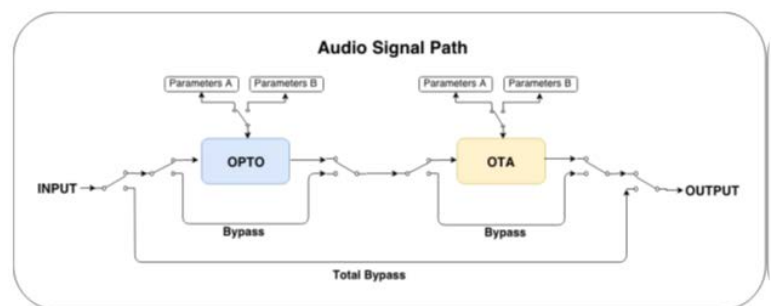 Audio Signal Path
Parameters A
Parameters B
Parameters A
Parameters B
OPTO
OTA
INPUT
OUTPUT
Bypass
Bypass
Total Bypass